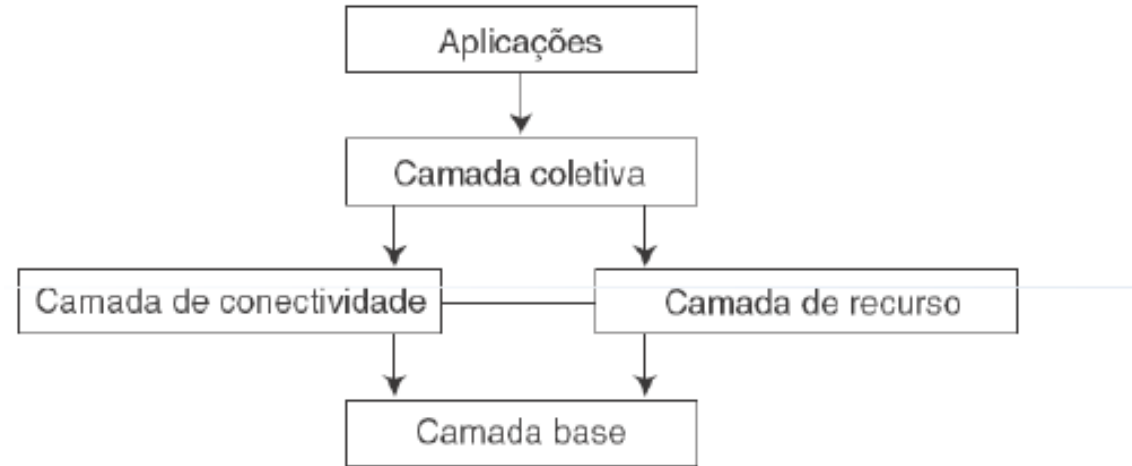 Aplicações
Camada coletiva
Camada de conectividade
Camada de recurso
Camada base